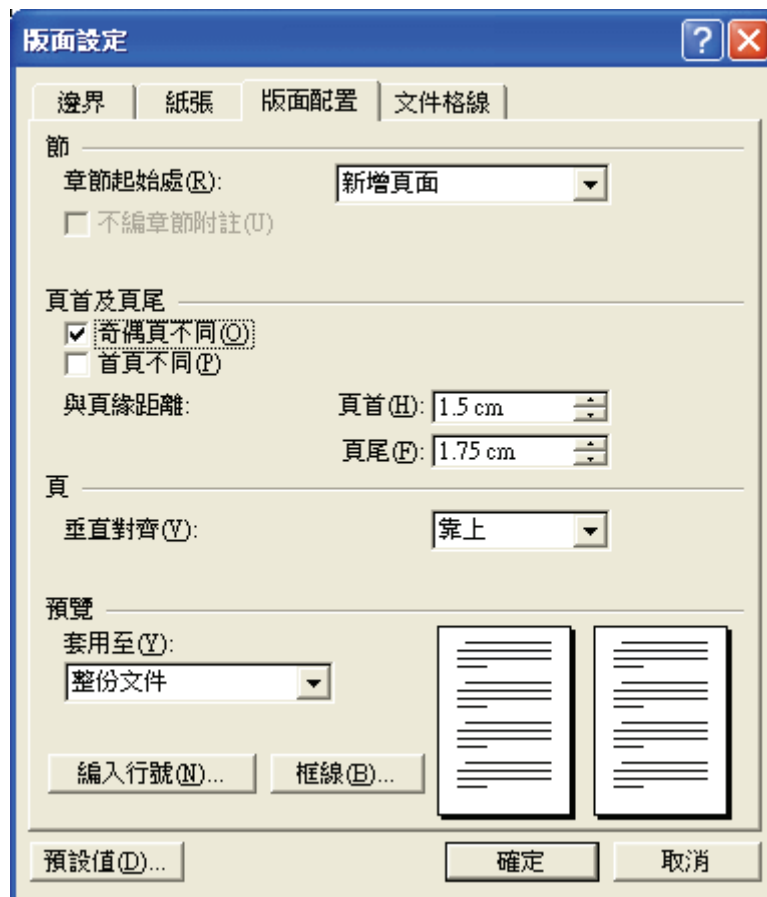 版面設定
邊界 紙張 版面配置 文件格線
節
章節起始處(R): 新增頁面
不編章節附註(U)
頁首及頁尾
奇偶頁不同(O)
首頁不同(P)
與頁緣距離: 頁首(H): 1.5 cm
頁尾(F): 1.75 cm
頁
垂直對齊(V): 靠上
預覽
套用至(Y):
整份文件
編入行號(N)... 框線(B)...
預設值(D)... 確定 取消